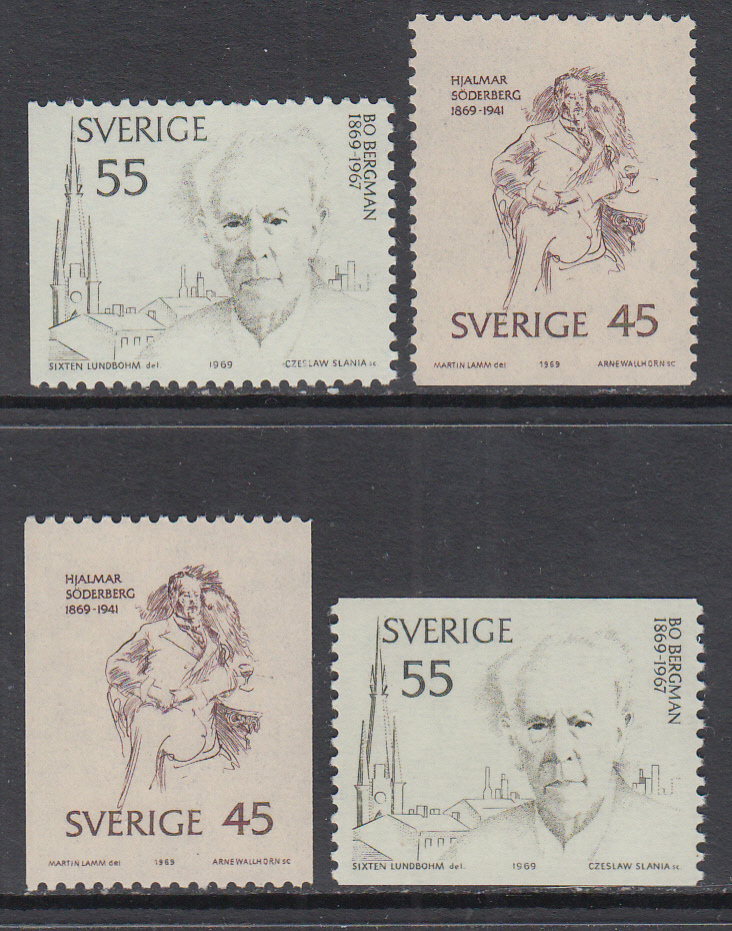 SVERIGE
55
BO BERGMAN
1869-1967
SIXTEN LUNDBOHM del. 1969 CZESLAW SLANIA sc.
HJALMAR
SÖDERBERG
1869-1941
SVERIGE 45
MARTIN LAMM del 1969 ARNE WALLHORN SC
HJALMAR
SÖDERBERG
1869-1941
SVERIGE 45
MARTIN LAMM del 1969 ARNE WALLHORN SC
SVERIGE
55
BO BERGMAN
1869-1967
SIXTEN LUNDBOHM del. 1969 CZESLAW SLANIA sc.